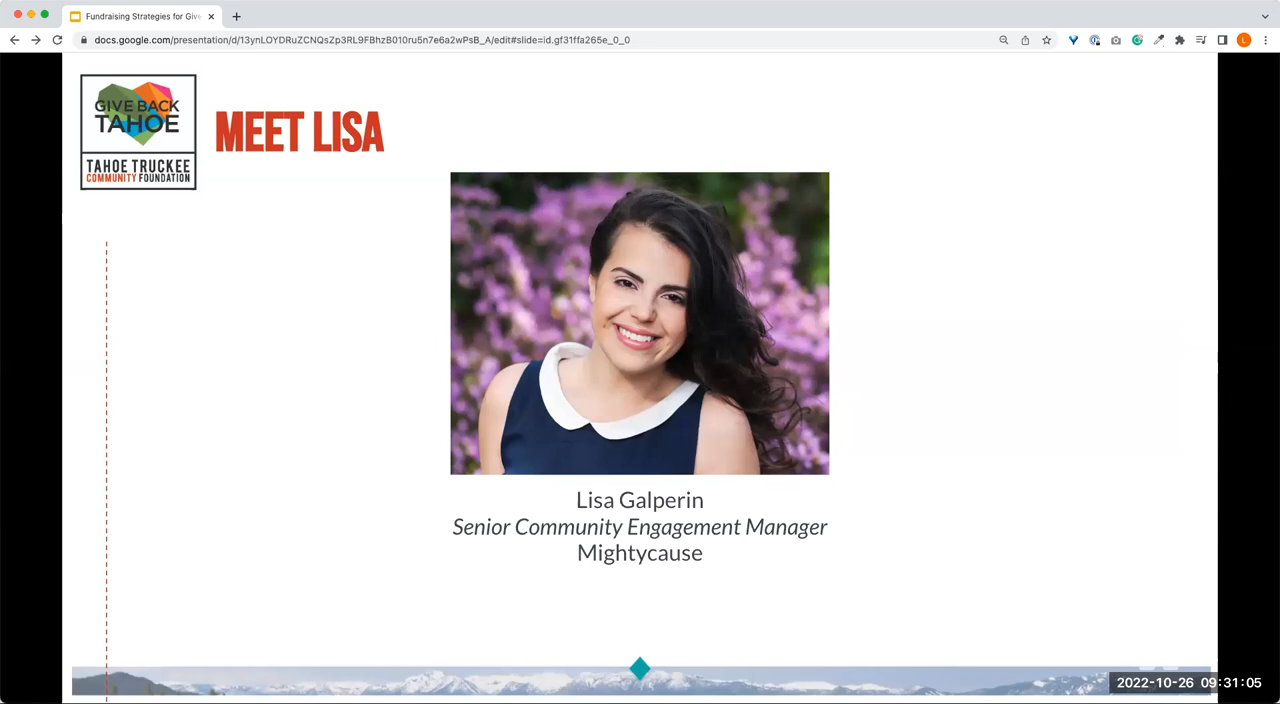 Fundraising Strategies for Give
docs.google.com/presentation/d/13ynLOYDRuZCNQsZp3RL9FBhzB010ru5n7e6a2wPsB_A/edit#slide=id.gf31ffa265e_0_0
L
GIVE BACK
TAHOE
TAHOE TRUCKEE
COMMUNITY FOUNDATION
MEET LISA
Lisa Galperin
Senior Community Engagement Manager
Mightycause
2022-10-26 09:31:05